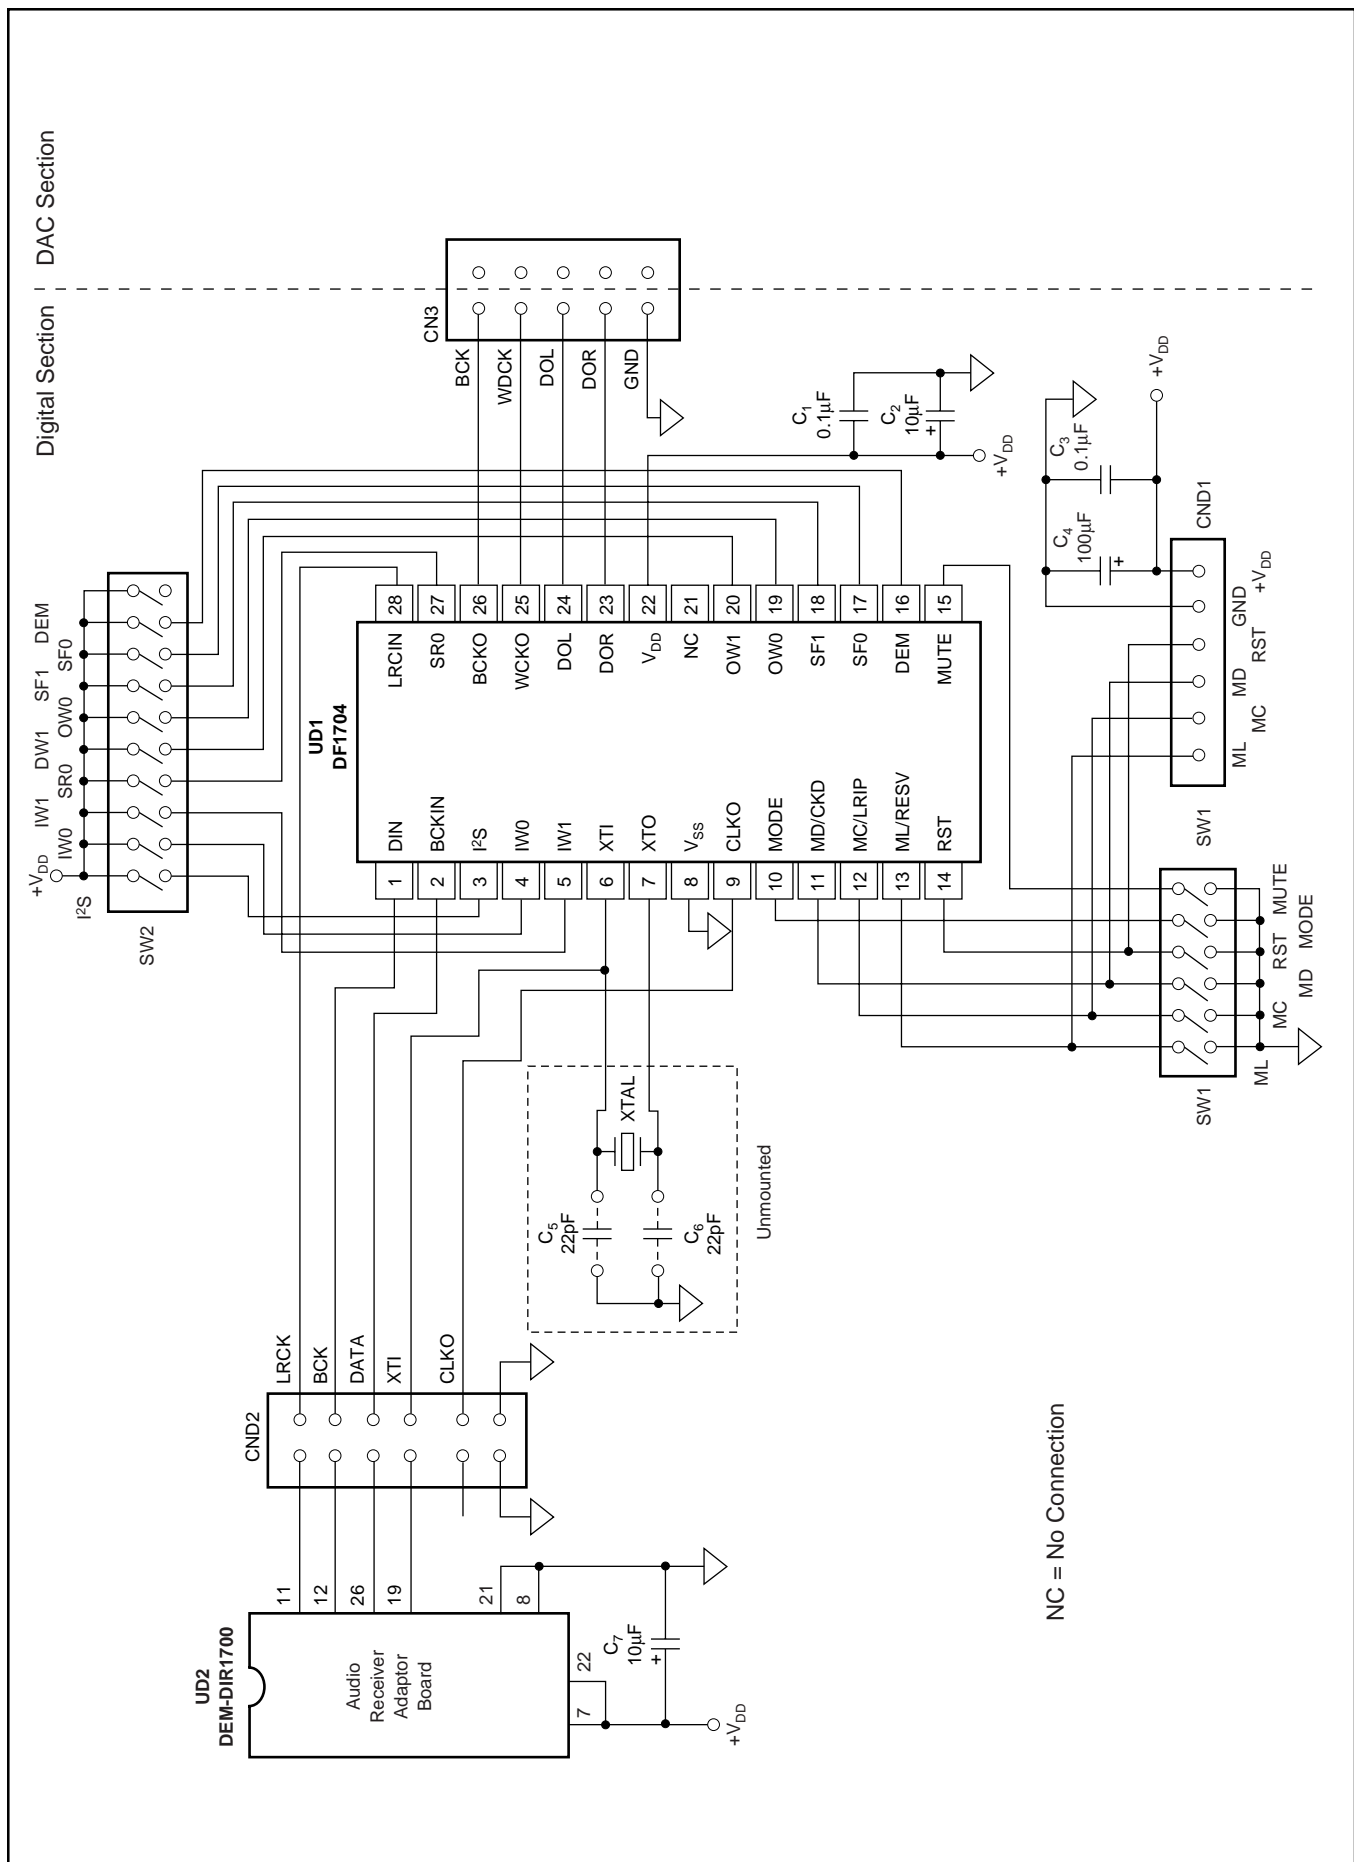 Digital Section
DAC Section
+VDD
I²S
IW0
IW1
SR0
DW1
OW0
SF1
SF0
DEM
SW2
CN3
BCK
WDCK
DOL
DOR
GND
UD1
DF1704
28
27
26
25
24
23
22
21
20
19
18
17
16
15
LRCIN
SR0
BCKO
WCKO
DOL
DOR
VDD
NC
OW1
OW0
SF1
SF0
DEM
MUTE
DIN
BCKIN
I²S
IW0
IW1
XTI
XTO
VSS
CLKO
MODE
MD/CKD
MC/LRIP
ML/RESV
RST
1
2
3
4
5
6
7
8
9
10
11
12
13
14
C1
0.1µF
C2
10µF
+
+VDD
C3
0.1µF
C4
100µF
+
+VDD
CND1
ML
MC
MD
RST
GND
+VDD
SW1
SW1
ML
MC
MD
RST
MODE
MUTE
XTAL
C5
22pF
C6
22pF
Unmounted
CND2
LRCK
BCK
DATA
XTI
CLKO
UD2
DEM-DIR1700
Audio
Receiver
Adaptor
Board
11
12
26
19
21
8
7
22
C7
10µF
+
+VDD
NC = No Connection